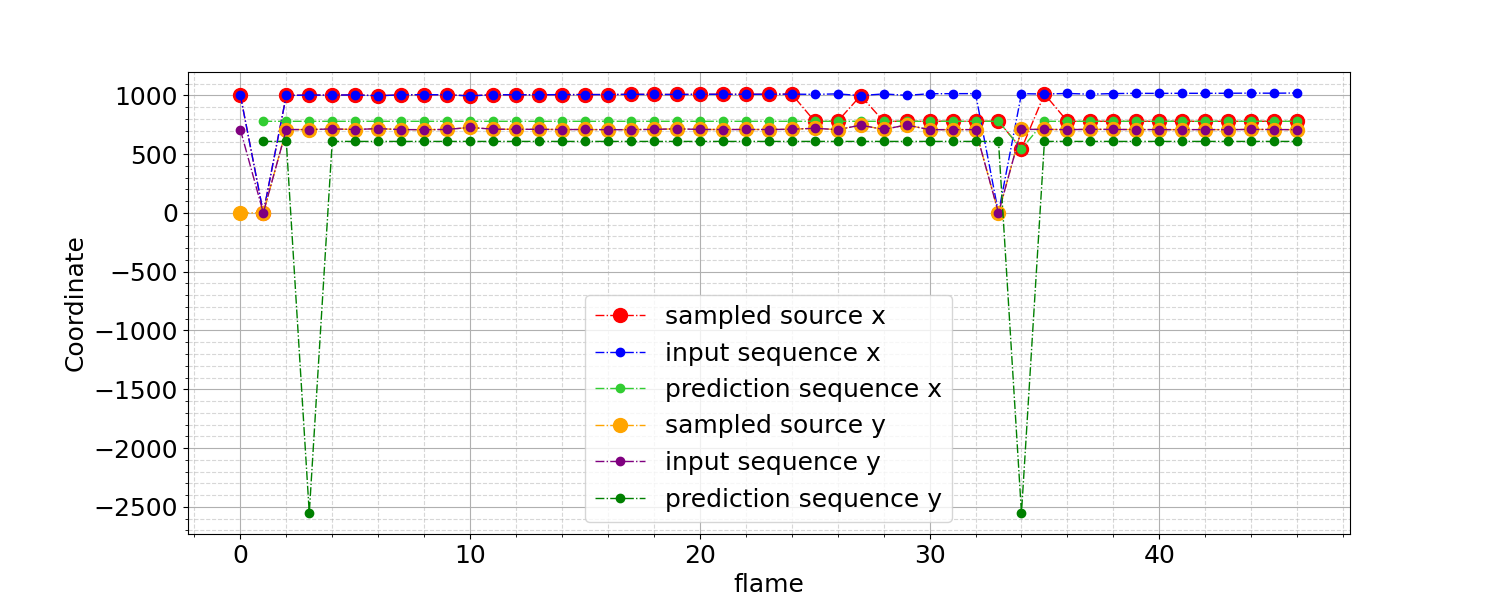 1000
500
0
−500
−1000
−1500
−2000
−2500
Coordinate
sampled source x
input sequence x
prediction sequence x
sampled source y
input sequence y
prediction sequence y
0 10 20 30 40
flame